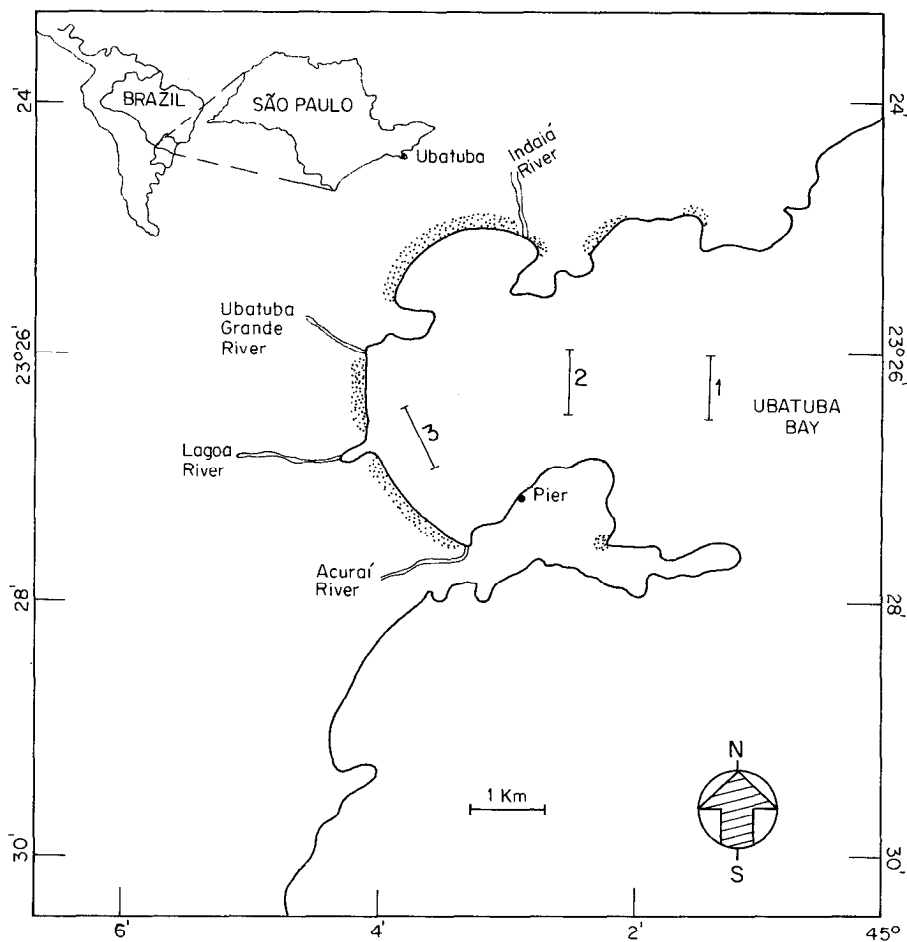 BRAZIL
SÃO PAULO
Ubatuba
24'
24'
Indaiá
River
Ubatuba
Grande
River
23°26'
23°26'
2
1
UBATUBA
BAY
3
Lagoa
River
Pier
Acuraí
River
28'
28'
N
1 Km
S
30'
30'
6'
4'
2'
45°